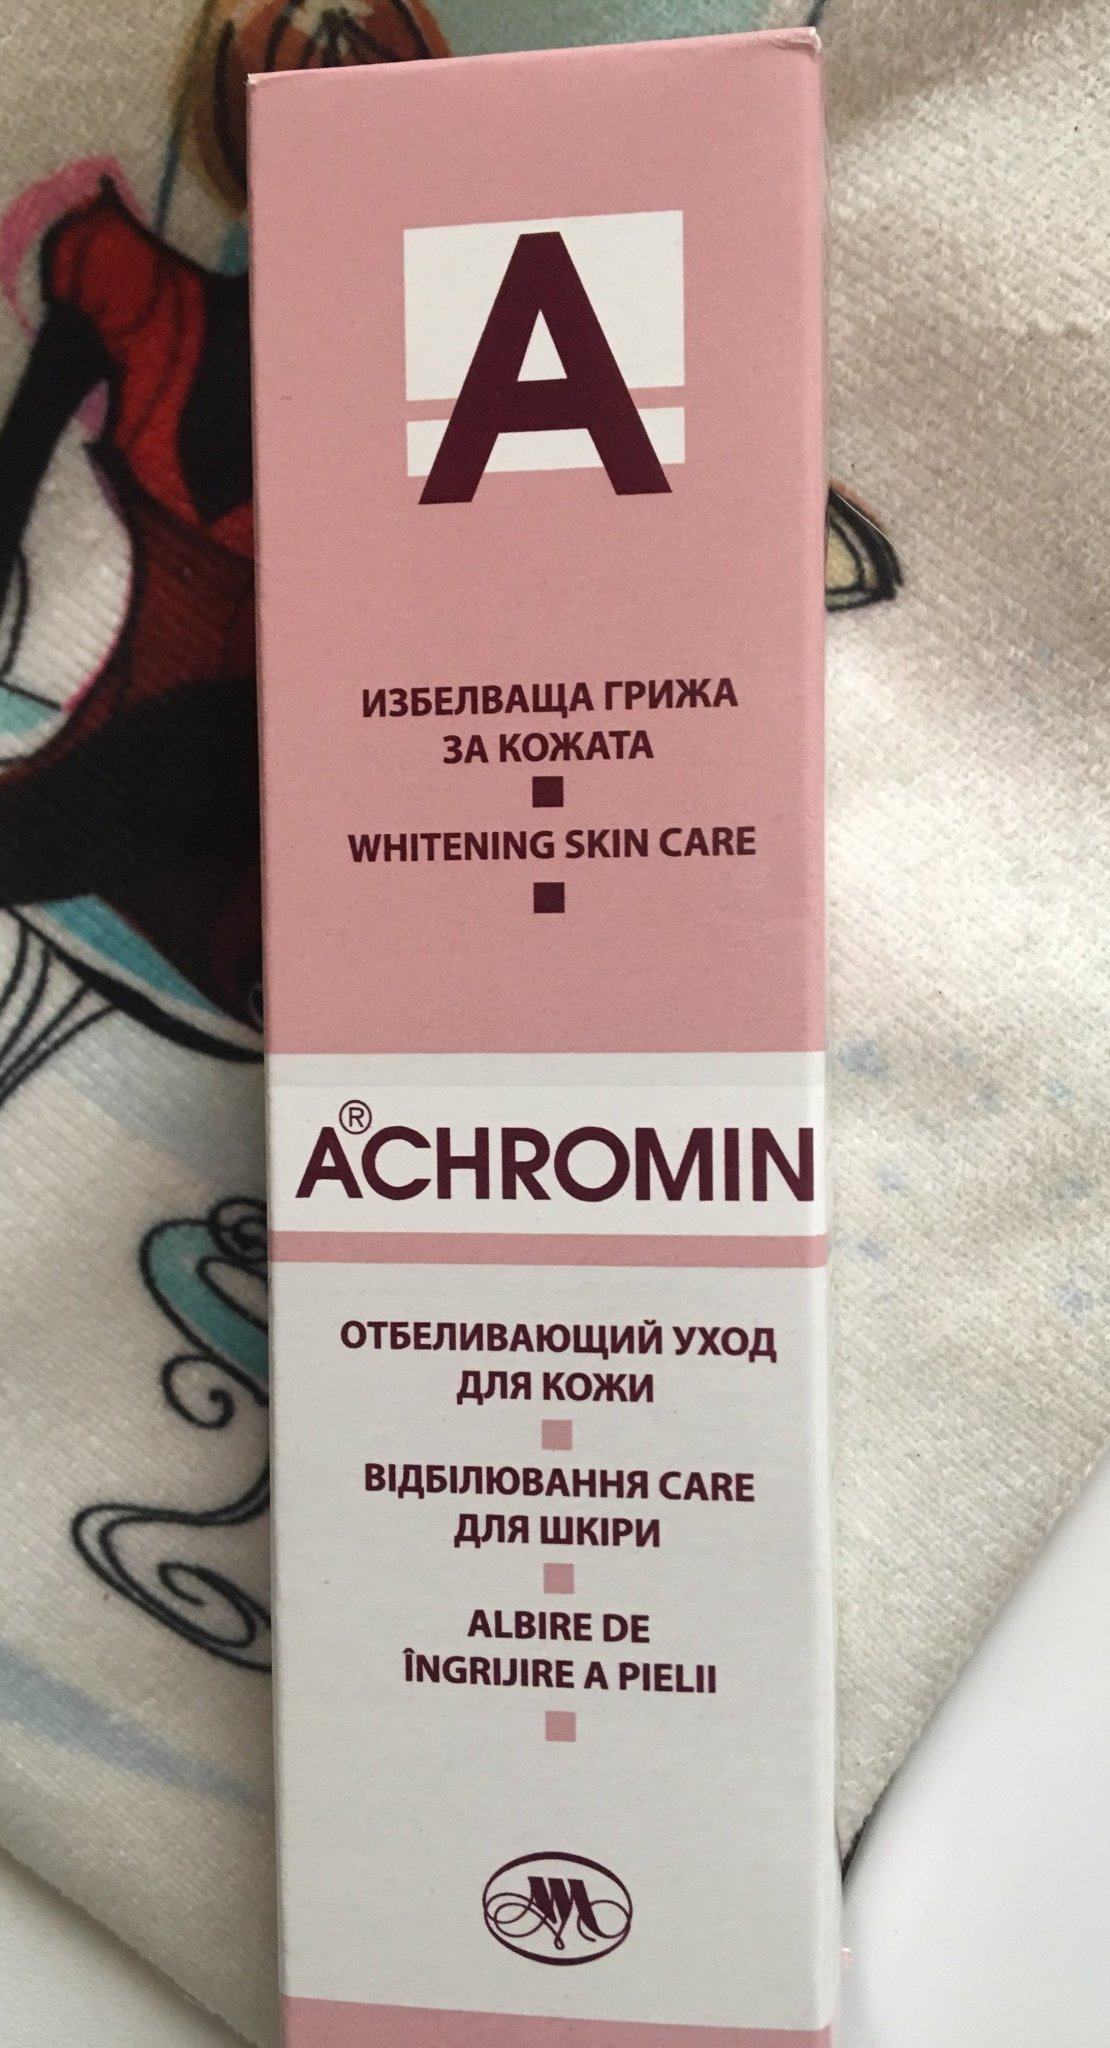 A
ИЗБЕЛВАЩА ГРИЖА
ЗА КОЖАТА
WHITENING SKIN CARE
A®CHROMIN
ОТБЕЛИВАЮЩИЙ УХОД
ДЛЯ КОЖИ
ВІДБІЛЮВАННЯ CARE
ДЛЯ ШКІРИ
ALBIRE DE
ÎNGRIJIRE A PIELII